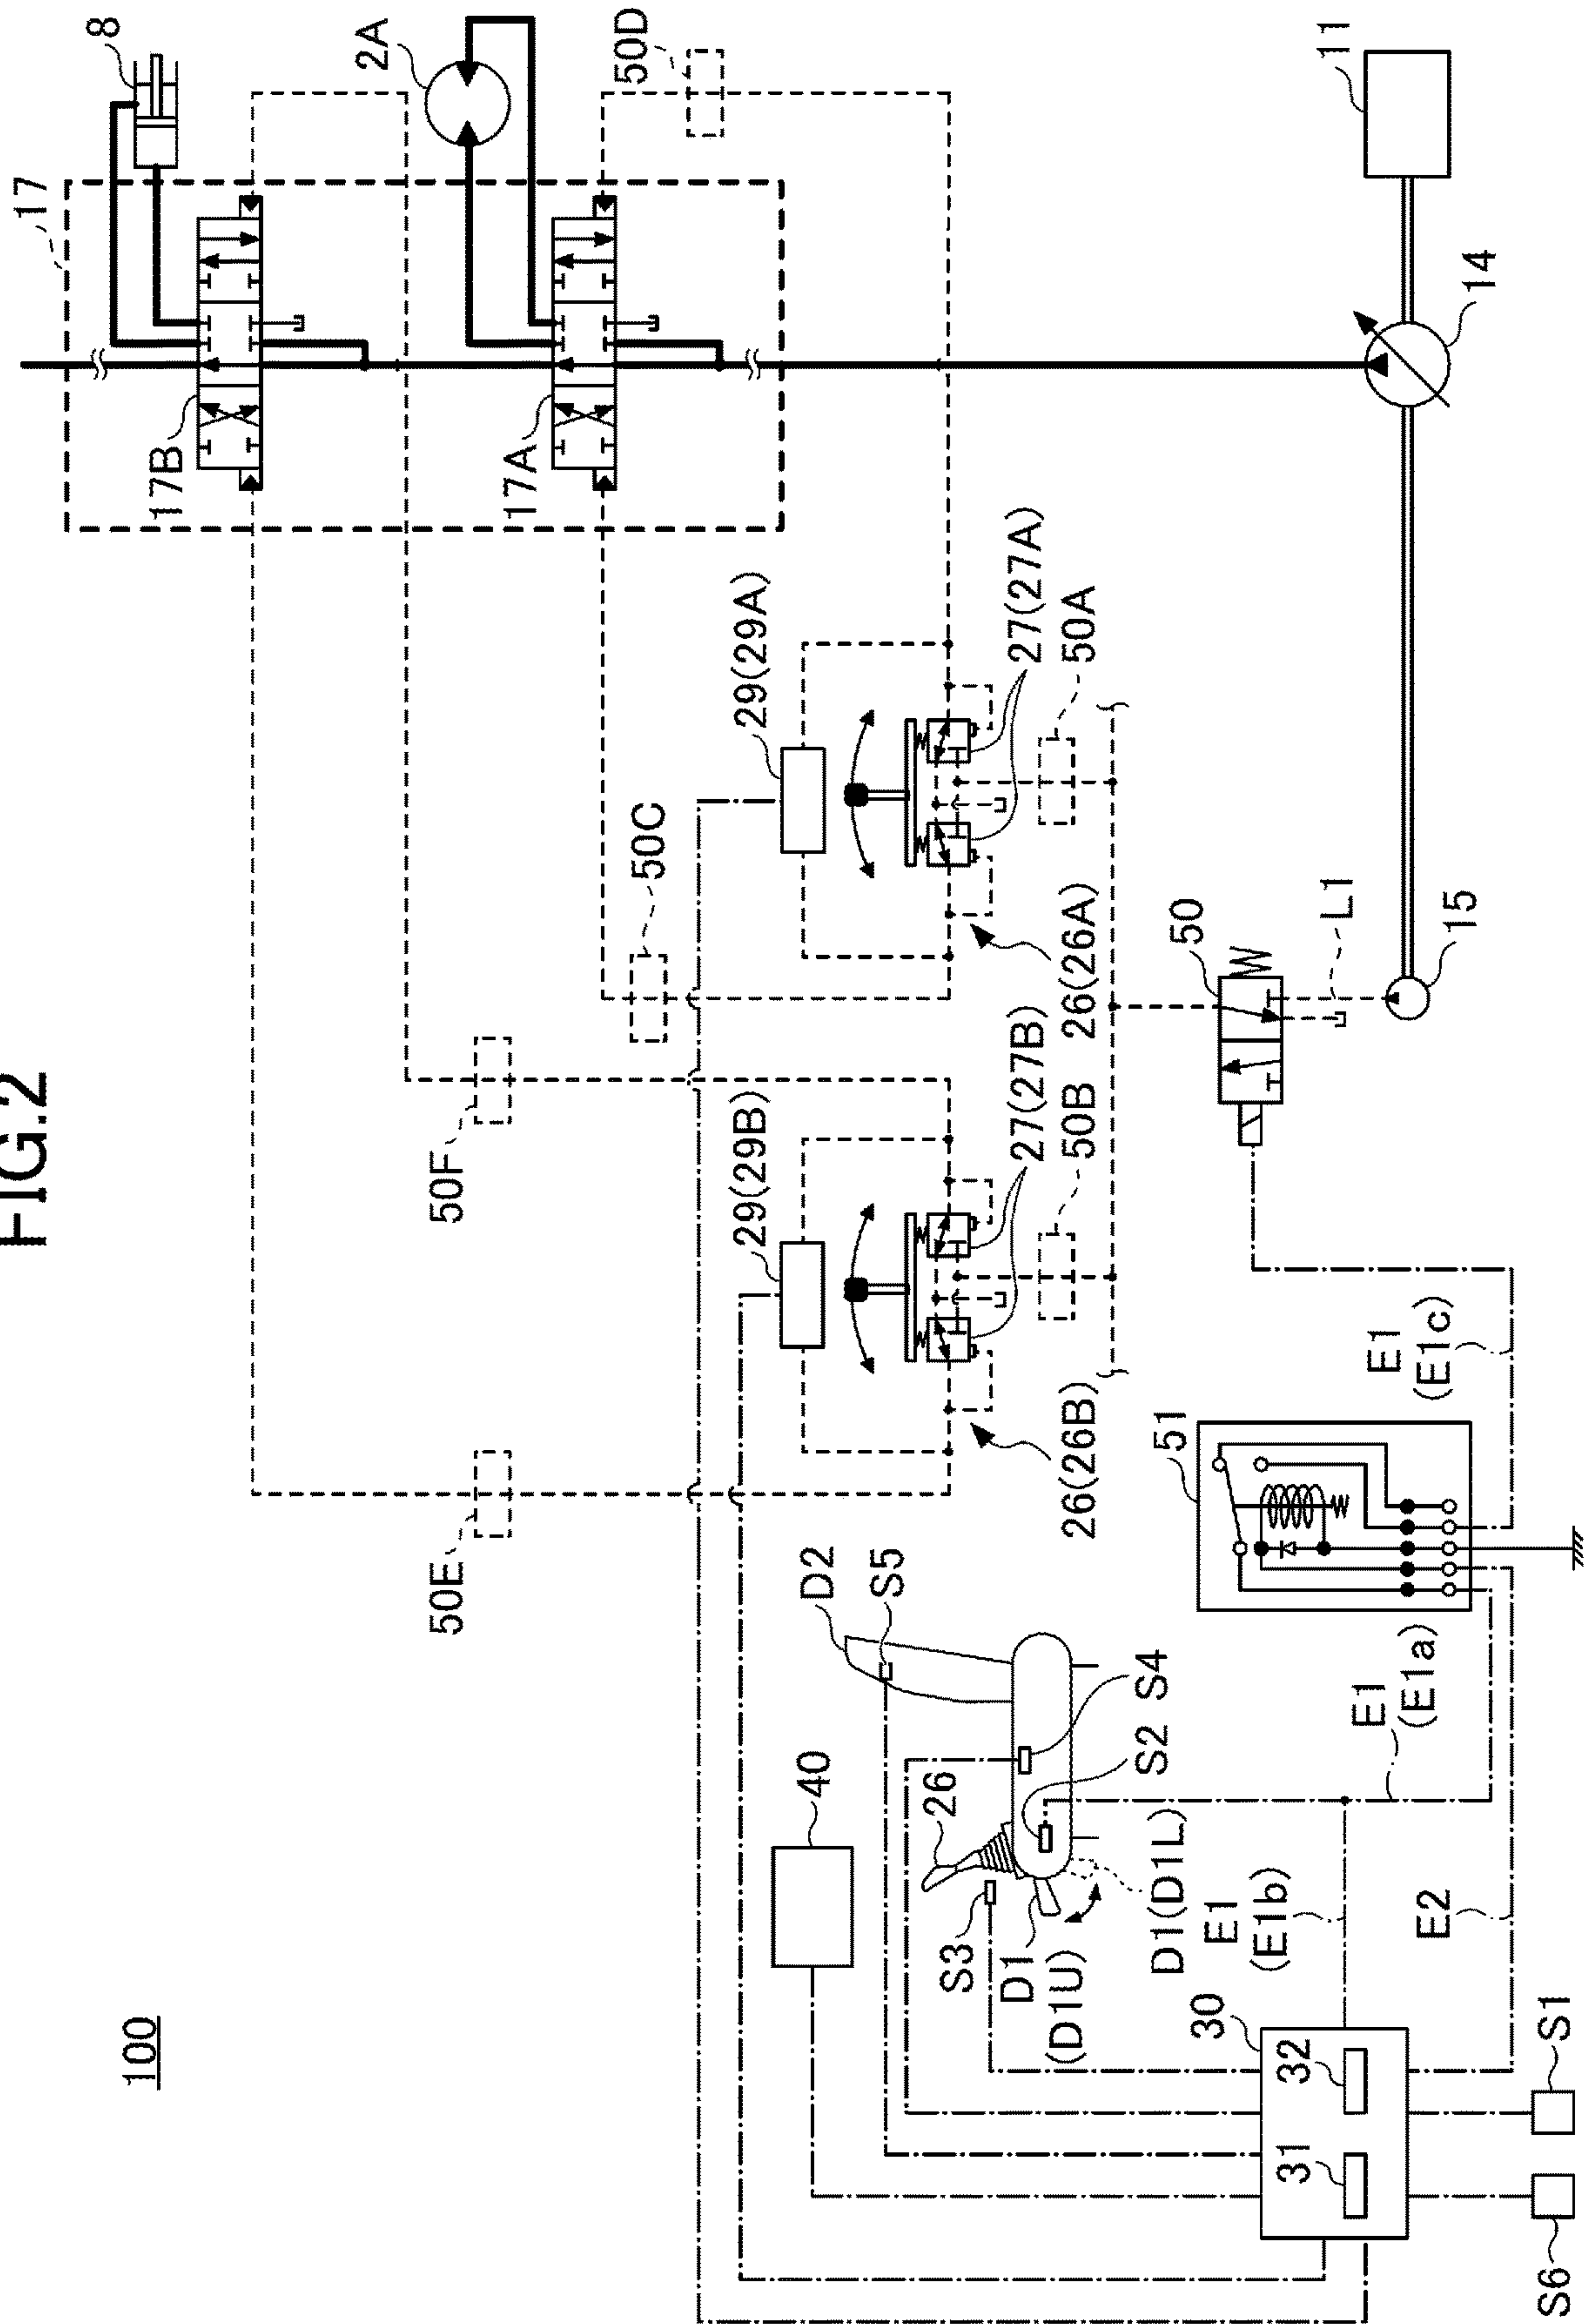 FIG.2
100
17
8
17B
2A
17A
50D
11
14
50E
50F
50C
29(29B)
29(29A)
27(27B)
27(27A)
50B
50A
26(26B)
26(26A)
50
L1
15
40
D2
S5
26
S4
S2
S3
D1
(D1U)
D1(D1L)
E1
(E1b)
E1
(E1a)
51
E1
(E1c)
E2
30
31
32
S6
S1